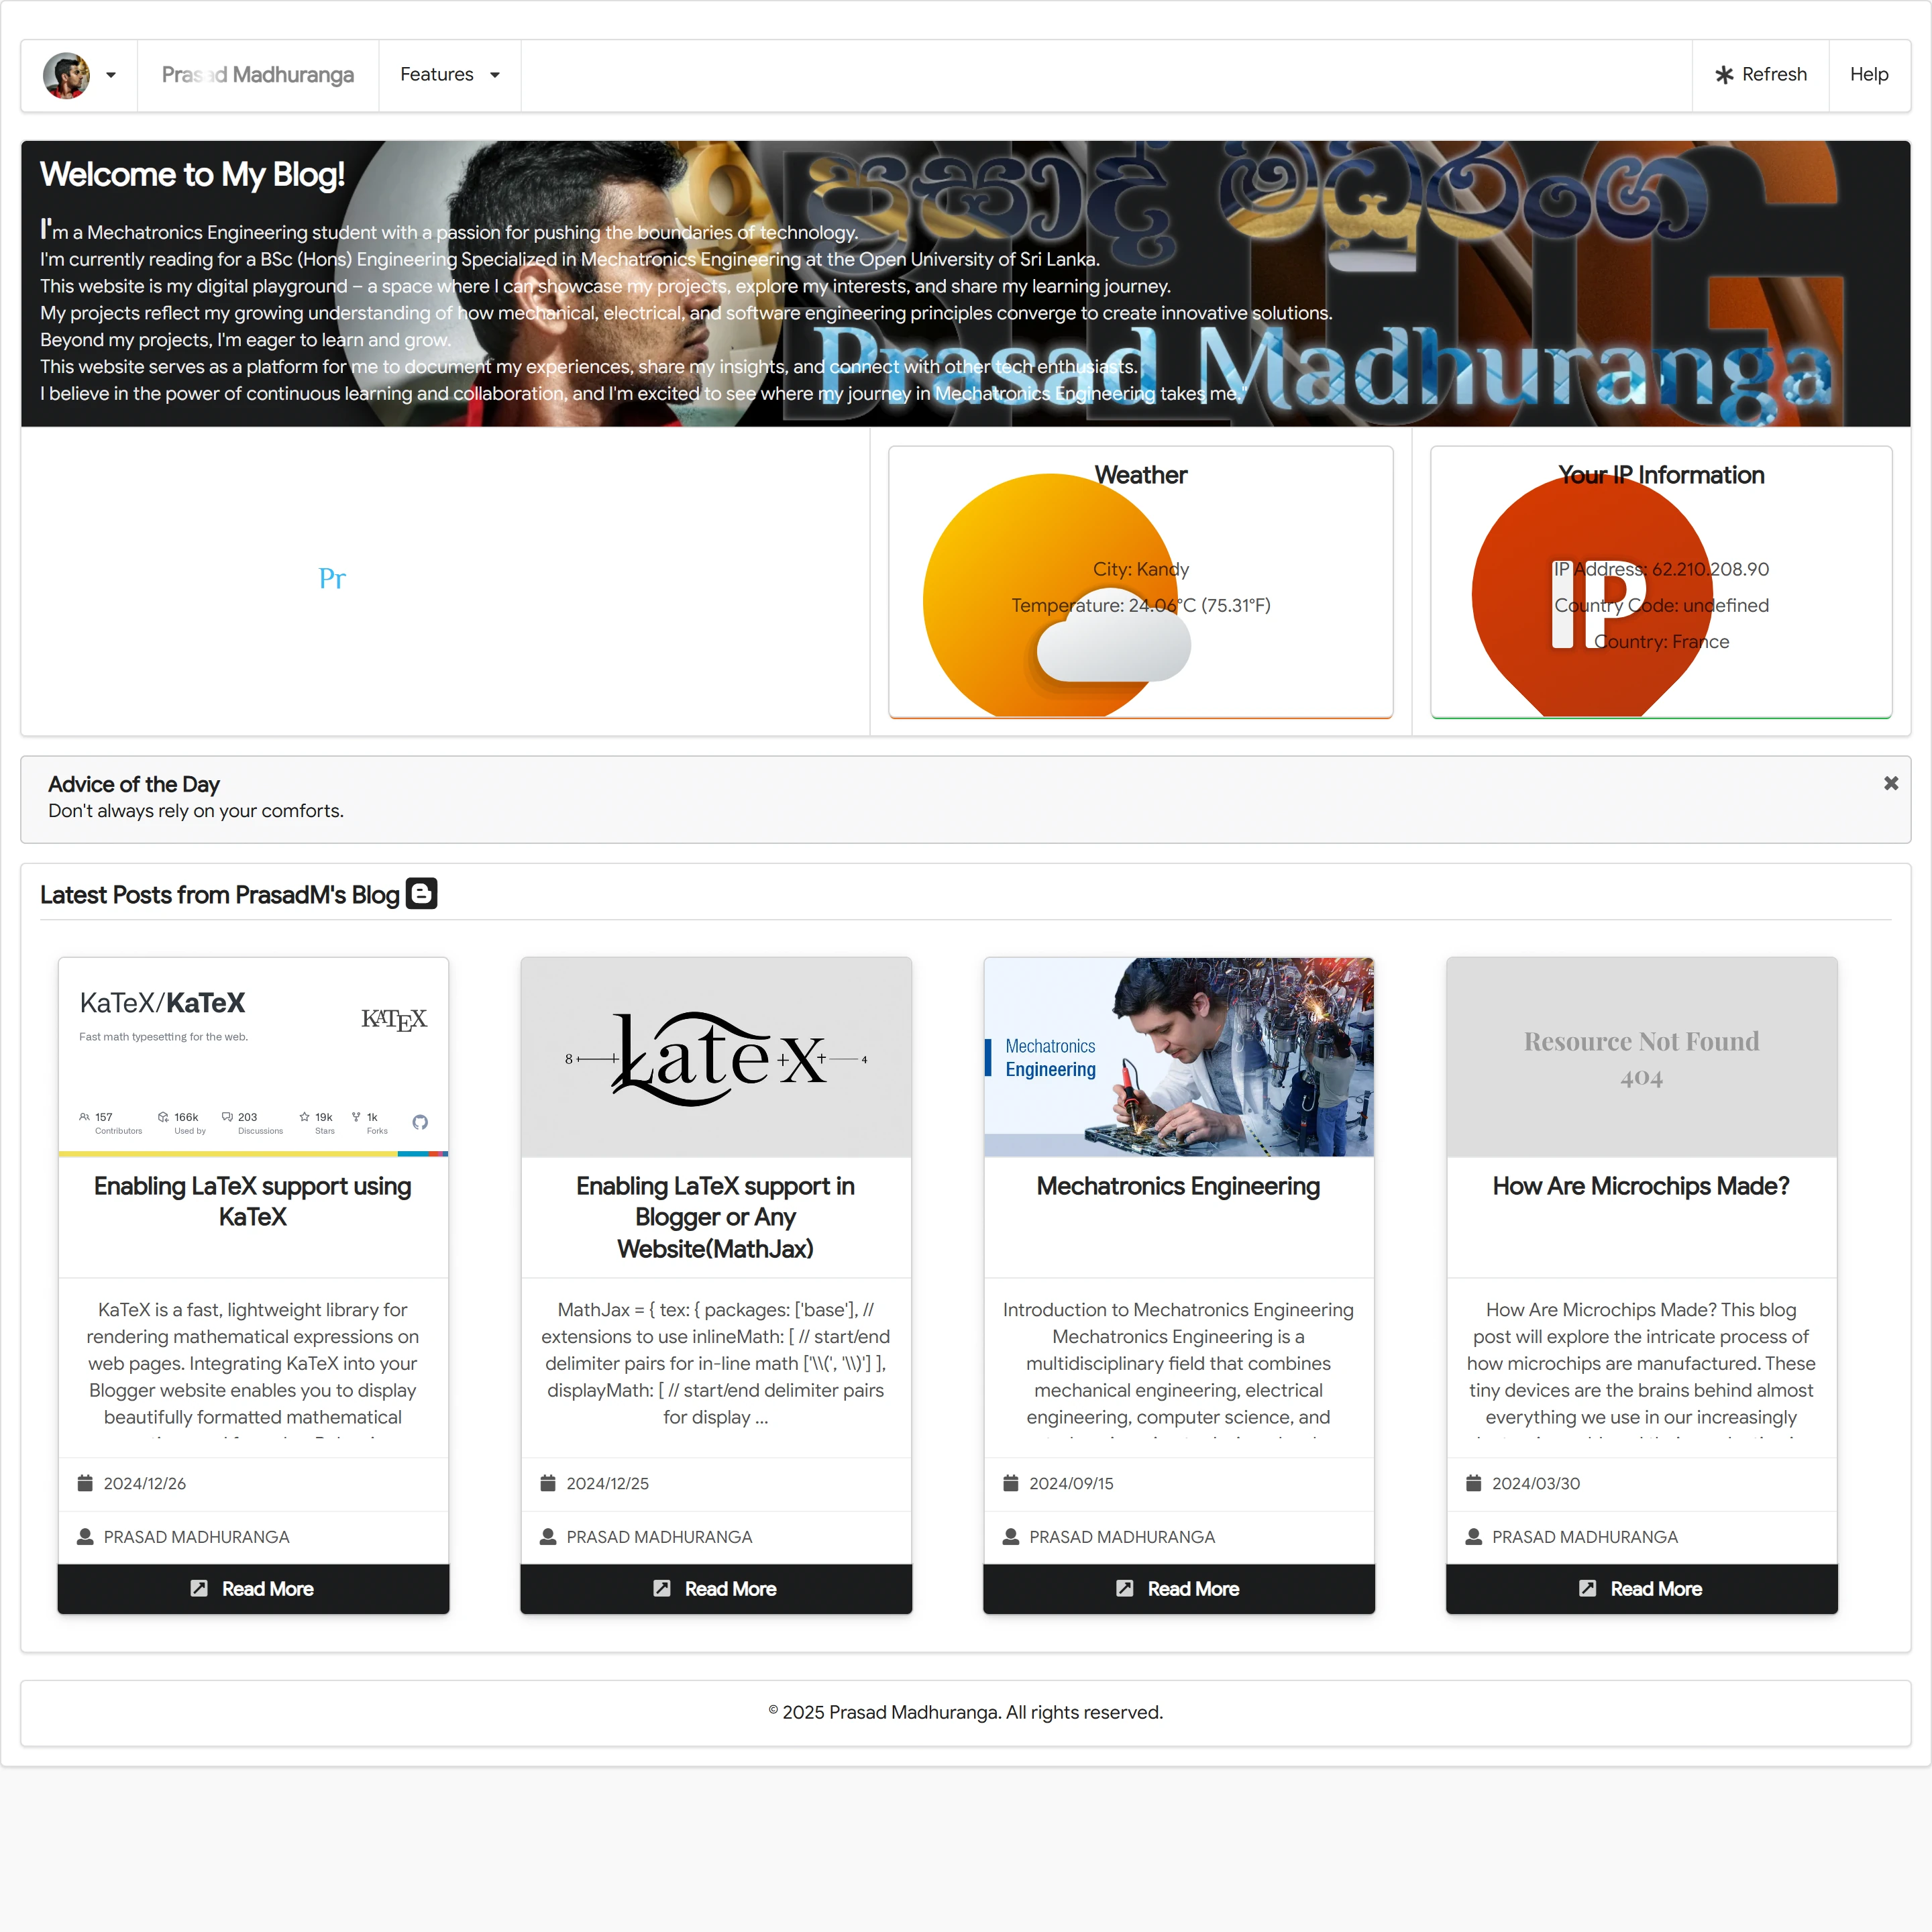 Prasad Madhuranga
Features
Refresh
Help
Welcome to My Blog!
ප්‍රසාද් මධුරංග
Prasad Madhuranga
I'm a Mechatronics Engineering student with a passion for pushing the boundaries of technology.
I'm currently reading for a BSc (Hons) Engineering Specialized in Mechatronics Engineering at the Open University of Sri Lanka.
This website is my digital playground – a space where I can showcase my projects, explore my interests, and share my learning journey.
My projects reflect my growing understanding of how mechanical, electrical, and software engineering principles converge to create innovative solutions.
Beyond my projects, I'm eager to learn and grow.
This website serves as a platform for me to document my experiences, share my insights, and connect with other tech enthusiasts.
I believe in the power of continuous learning and collaboration, and I'm excited to see where my journey in Mechatronics Engineering takes me."
Pr
Weather
City: Kandy
Temperature: 24.06°C (75.31°F)
Your IP Information
IP
IP Address: 62.210.208.90
Country Code: undefined
Country: France
Advice of the Day
Don't always rely on your comforts.
Latest Posts from PrasadM's Blog
KaTeX/KaTeX
Fast math typesetting for the web.
KATEX
157 Contributors
166k Used by
203 Discussions
19k Stars
1k Forks
Enabling LaTeX support using
KaTeX
KaTeX is a fast, lightweight library for
rendering mathematical expressions on
web pages. Integrating KaTeX into your
Blogger website enables you to display
beautifully formatted mathematical
2024/12/26
PRASAD MADHURANGA
Read More
8 Latex 4
Enabling LaTeX support in
Blogger or Any
Website(MathJax)
MathJax = { tex: { packages: ['base'], //
extensions to use inlineMath: [ // start/end
delimiter pairs for in-line math ['\\(', '\\)'] ],
displayMath: [ // start/end delimiter pairs
for display ...
2024/12/25
PRASAD MADHURANGA
Read More
Mechatronics
Engineering
Mechatronics Engineering
Introduction to Mechatronics Engineering
Mechatronics Engineering is a
multidisciplinary field that combines
mechanical engineering, electrical
engineering, computer science, and
2024/09/15
PRASAD MADHURANGA
Read More
Resource Not Found
404
How Are Microchips Made?
How Are Microchips Made? This blog
post will explore the intricate process of
how microchips are manufactured. These
tiny devices are the brains behind almost
everything we use in our increasingly
2024/03/30
PRASAD MADHURANGA
Read More
© 2025 Prasad Madhuranga. All rights reserved.